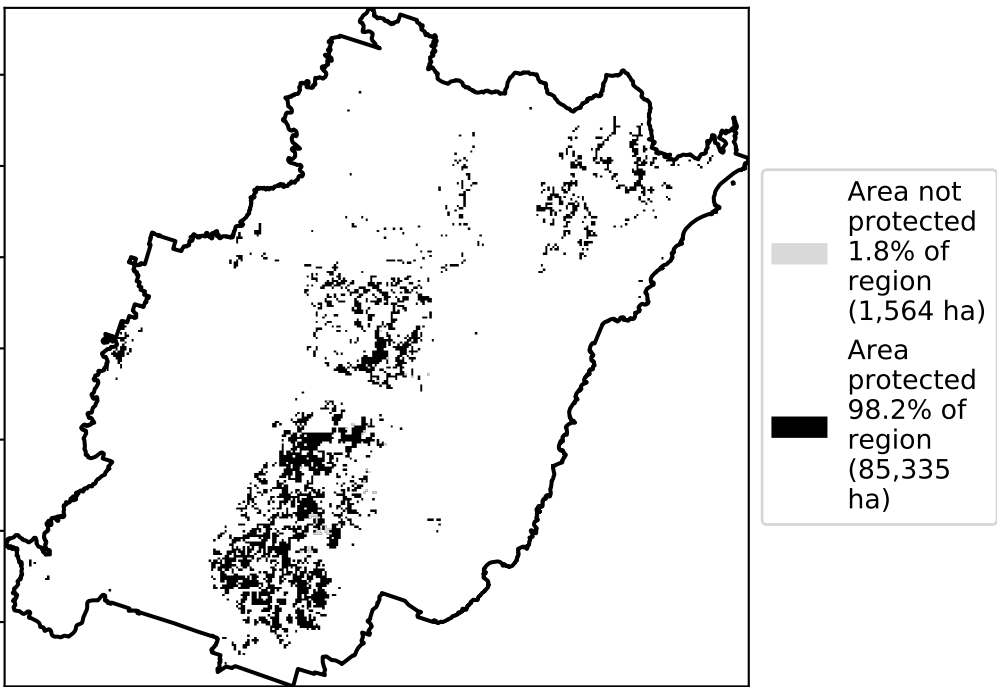 Area not
protected
1.8% of
region
(1,564 ha)
Area
protected
98.2% of
region
(85,335
ha)